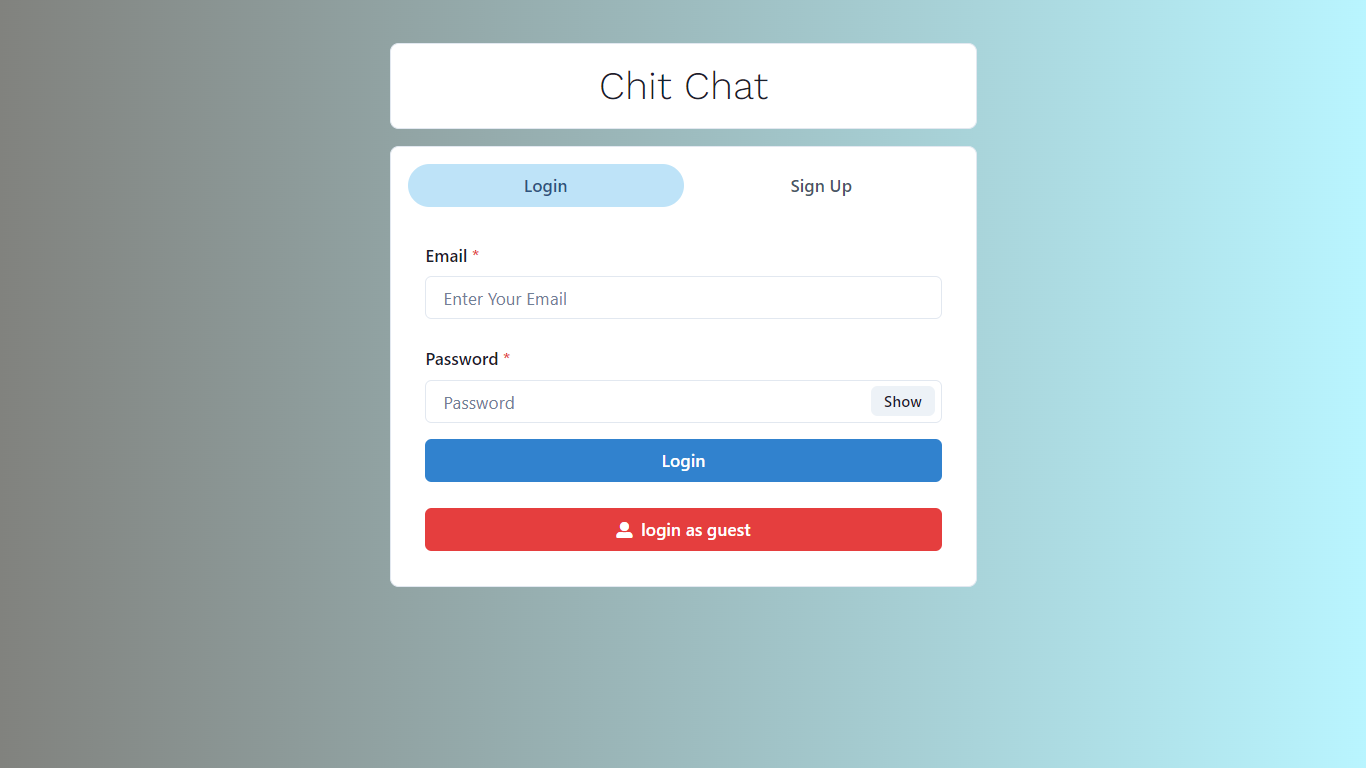 Chit Chat
Login Sign Up
Email *
Enter Your Email
Password *
Password Show
Login
login as guest